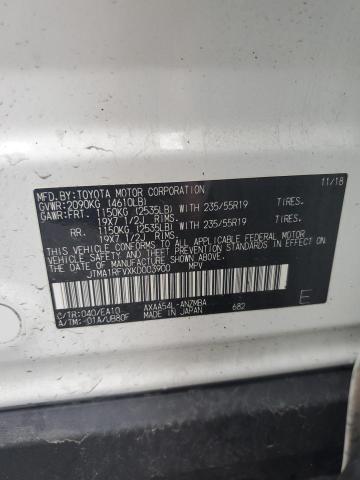 MFD.BY:TOYOTA MOTOR CORPORATION 11/18
GVWR:2090KG (4610LB)
GAWR:FRT: 1150KG (2535LB) WITH 235/55R19 TIRES.
19X7 1/2J RIMS.
RR: 1150KG (2535LB) WITH 235/55R19 TIRES.
19X7 1/2J RIMS.
THIS VEHICLE CONFORMS TO ALL APPLICABLE FEDERAL MOTOR
VEHICLE SAFETY, BUMPER, AND THEFT PREVENTION STANDARDS
IN EFFECT ON THE DATE OF MANUFACTURE SHOWN ABOVE.
JTMA1RFVXKD003900 MPV
C/TR:040/EA10 AXAA54L-ANZMBA 682
A/TM:-01A/UB80F MADE IN JAPAN E